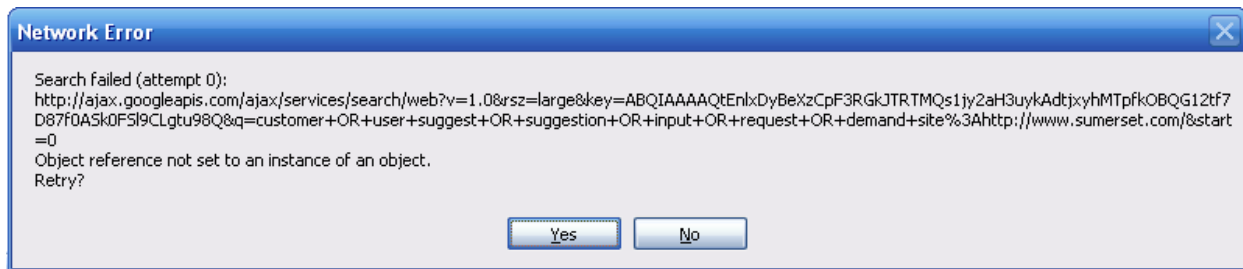 Network Error
Search failed (attempt 0):
http://ajax.googleapis.com/ajax/services/search/web?v=1.0&rsz=large&key=ABQIAAAAQtEnlxDyBeXzCpF3RGkJTRTMQs1jy2aH3uykAdtjxyhMTpfkOBQG12tf7
D87f0ASk0FSl9CLgtu98Q&q=customer+OR+user+suggest+OR+suggestion+OR+input+OR+request+OR+demand+site%3Ahttp://www.sumerset.com/&start
=0
Object reference not set to an instance of an object.
Retry?
Yes
No